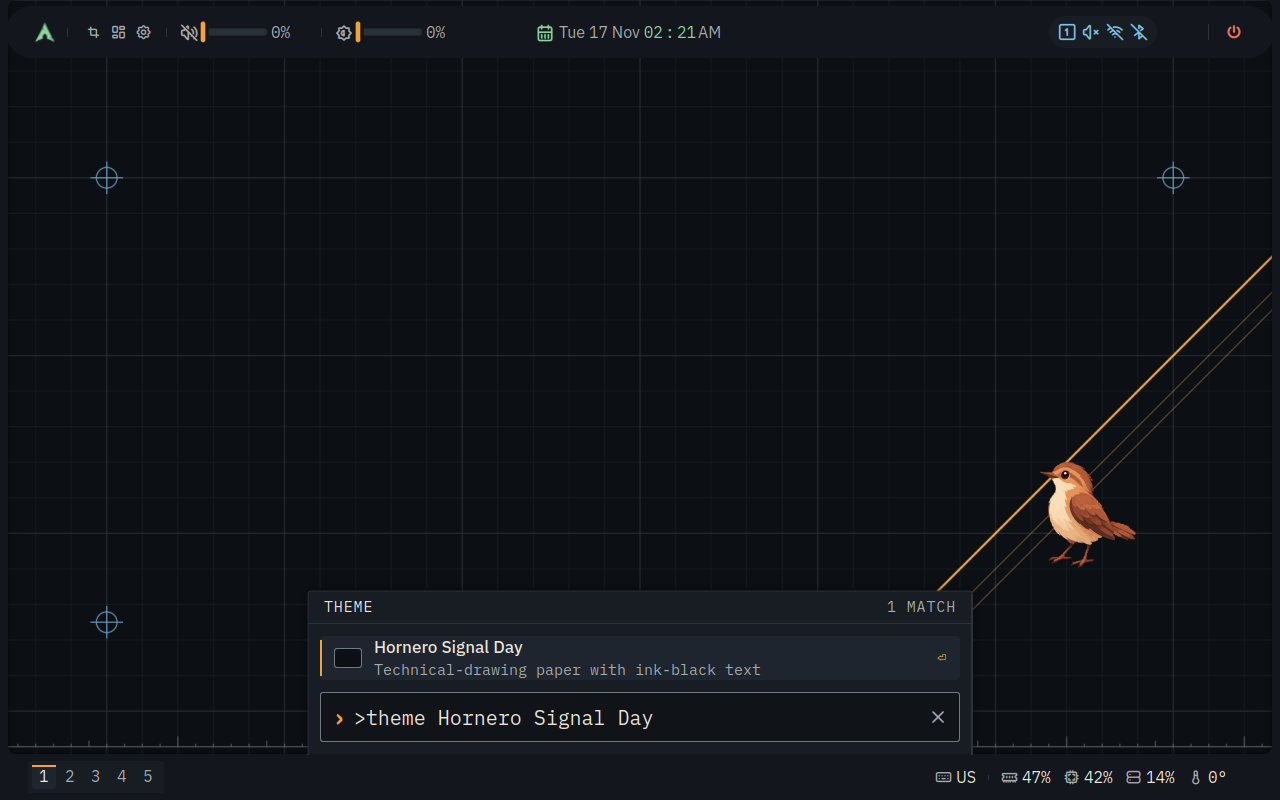 0% 0% Tue 17 Nov 02 : 21 AM 1
THEME 1 MATCH
Hornero Signal Day
Technical-drawing paper with ink-black text
>theme Hornero Signal Day
1 2 3 4 5 US 47% 42% 14% 0°